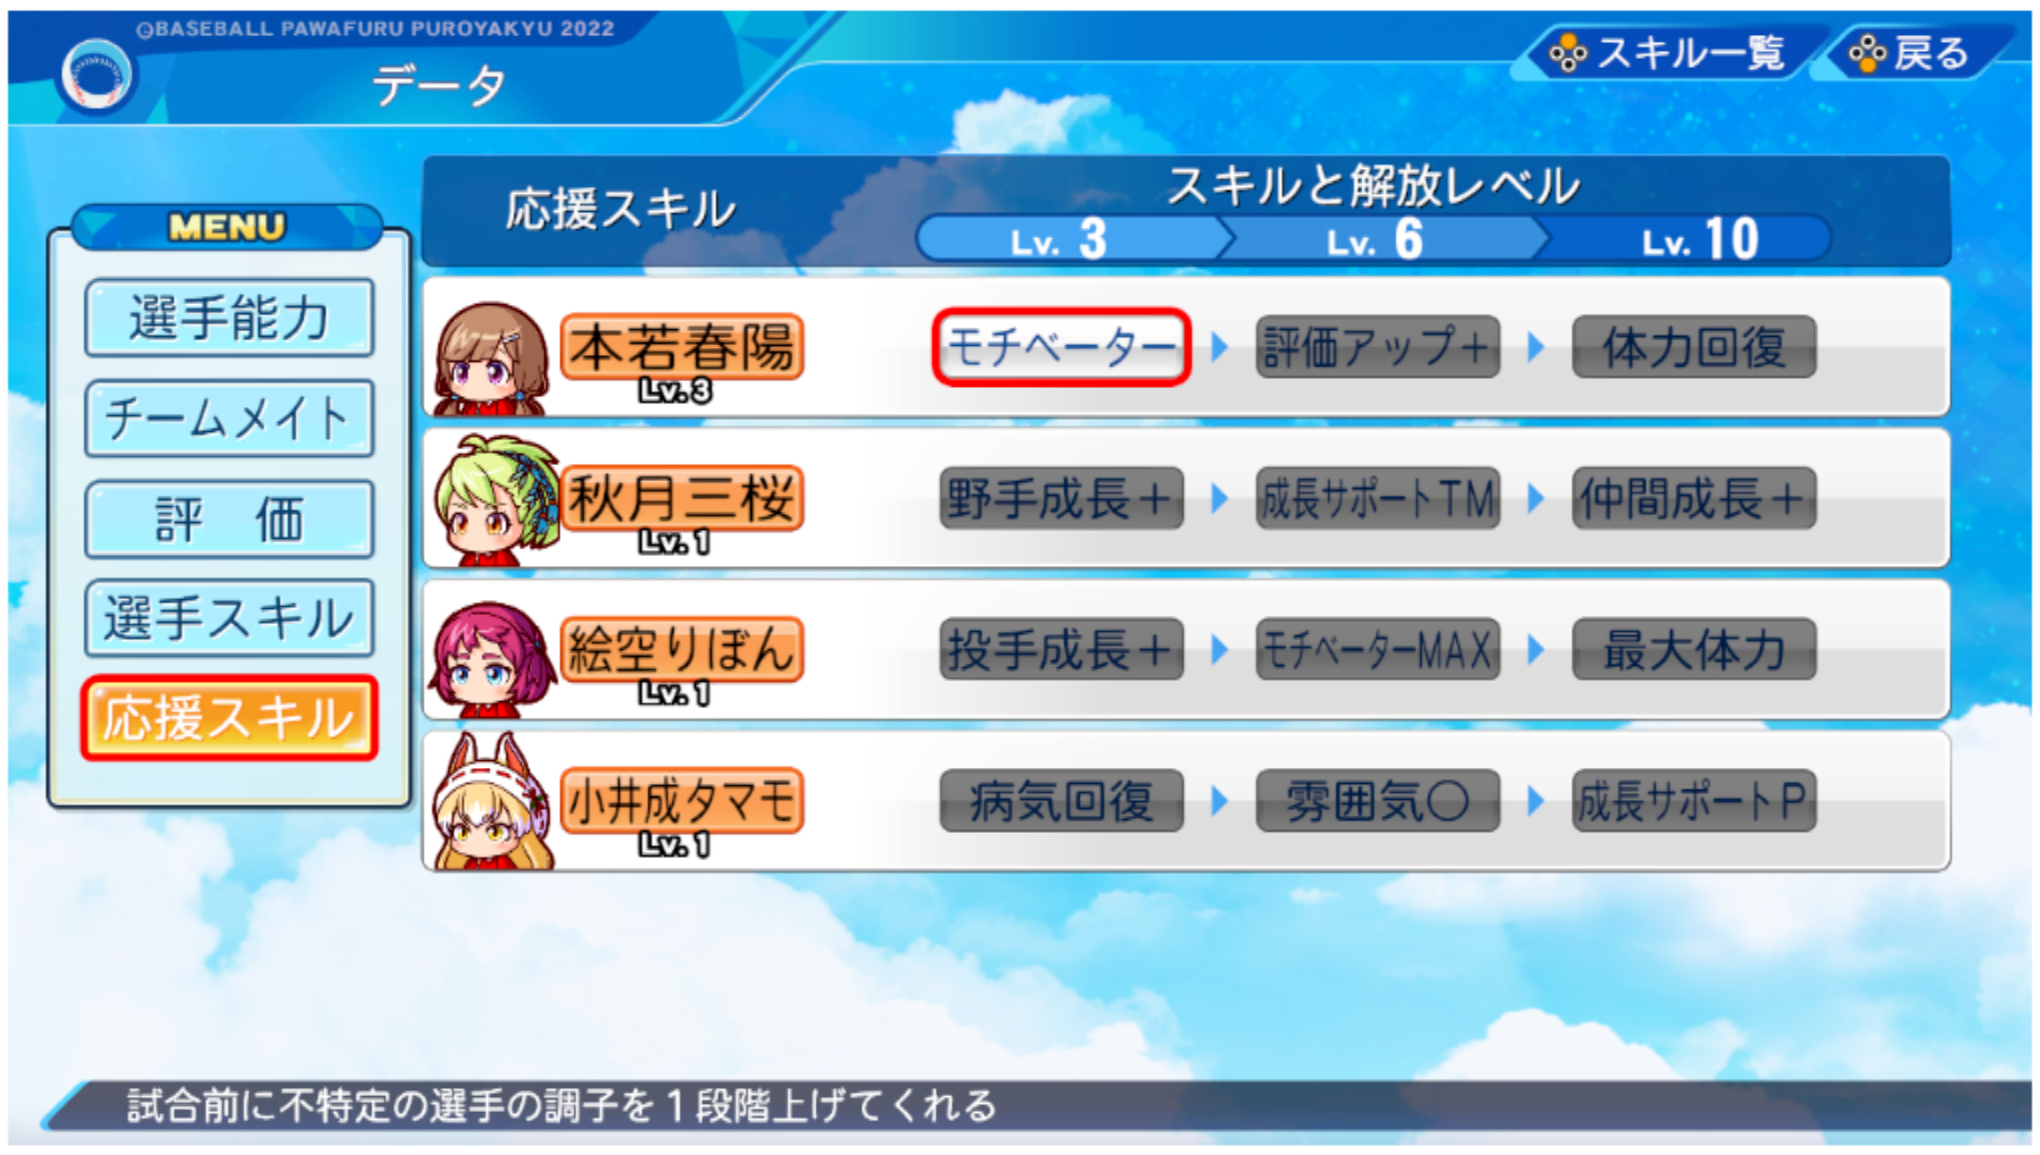 ©BASEBALL PAWAFURU PUROYAKYU 2022
データ
スキル一覧
戻る
MENU
選手能力
チームメイト
評　価
選手スキル
応援スキル
応援スキル
スキルと解放レベル
Lv. 3
Lv. 6
Lv. 10
本若春陽
Lv.3
モチベーター
評価アップ＋
体力回復
秋月三桜
Lv.1
野手成長＋
成長サポートTM
仲間成長＋
絵空りぼん
Lv.1
投手成長＋
モチベーターMAX
最大体力
小井成タマモ
Lv.1
病気回復
雰囲気〇
成長サポートP
試合前に不特定の選手の調子を１段階上げてくれる